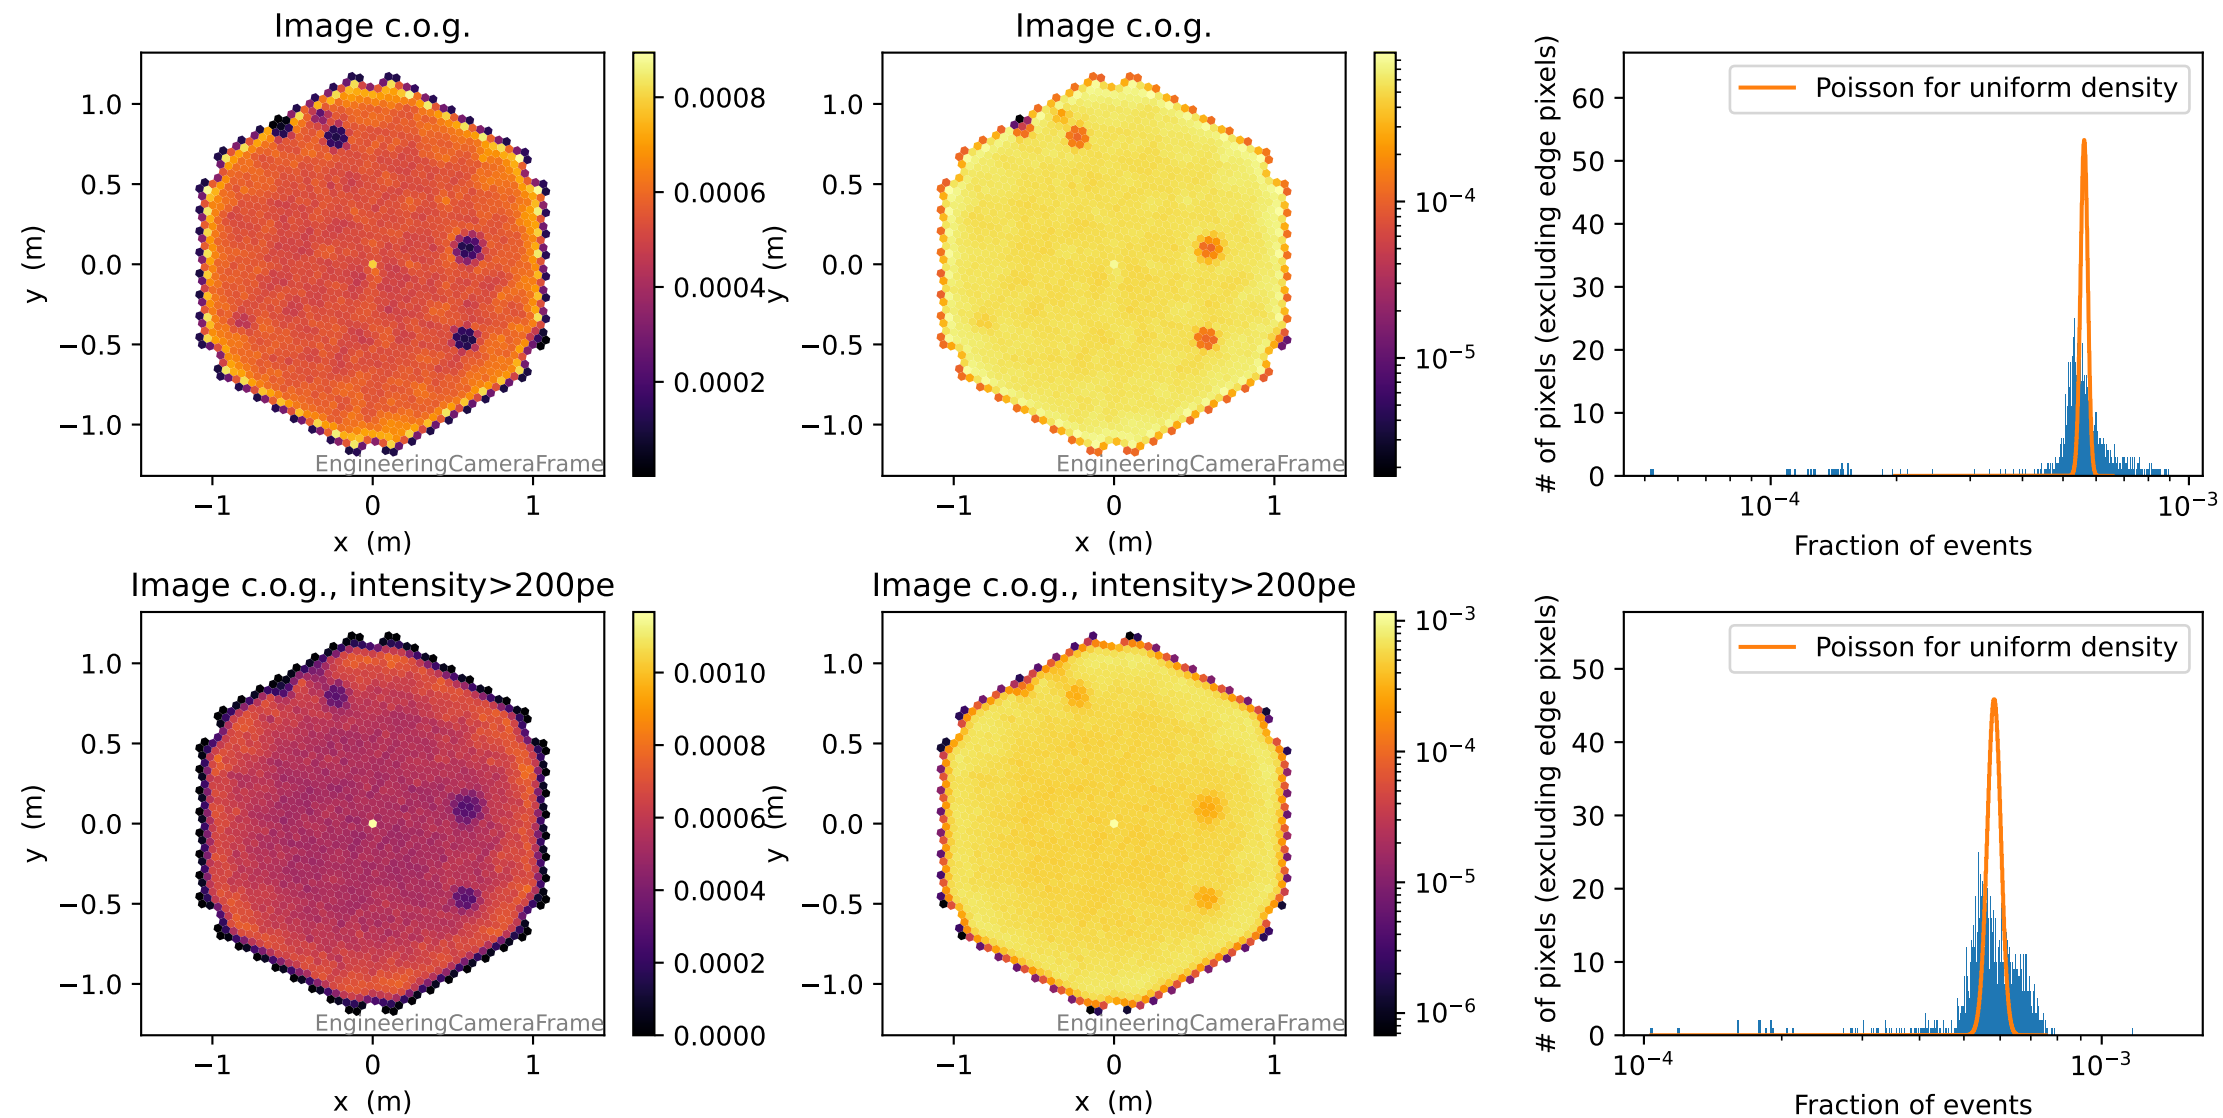 Image c.o.g.
1.0
0.5
0.0
−0.5
−1.0
y (m)
−1
0
1
x (m)
EngineeringCameraFrame
0.0008
0.0006
0.0004
0.0002
Image c.o.g.
1.0
0.5
0.0
−0.5
−1.0
y (m)
−1
0
1
x (m)
EngineeringCameraFrame
10⁻⁴
10⁻⁵
# of pixels (excluding edge pixels)
60
50
40
30
20
10
0
Poisson for uniform density
10⁻⁴
10⁻³
Fraction of events
Image c.o.g., intensity>200pe
1.0
0.5
0.0
−0.5
−1.0
y (m)
−1
0
1
x (m)
EngineeringCameraFrame
0.0010
0.0008
0.0006
0.0004
0.0002
0.0000
Image c.o.g., intensity>200pe
1.0
0.5
0.0
−0.5
−1.0
y (m)
−1
0
1
x (m)
EngineeringCameraFrame
10⁻³
10⁻⁴
10⁻⁵
10⁻⁶
# of pixels (excluding edge pixels)
50
40
30
20
10
0
Poisson for uniform density
10⁻⁴
10⁻³
Fraction of events